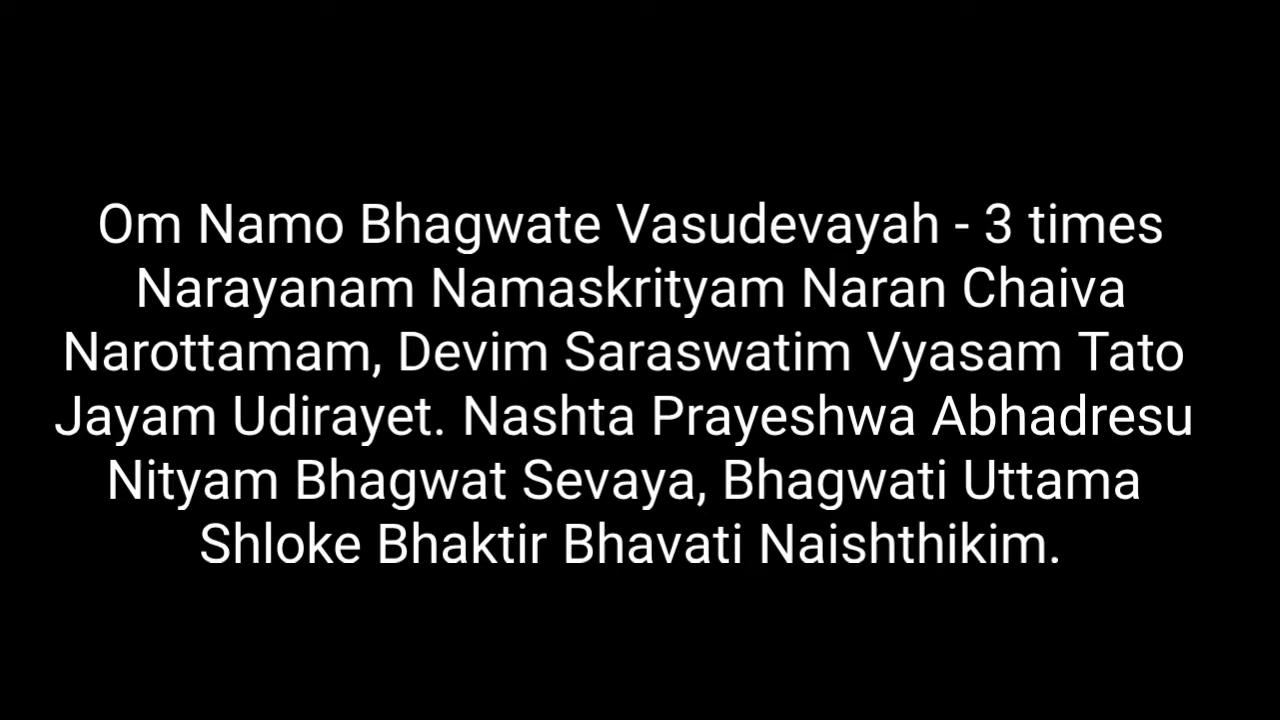 Om Namo Bhagwate Vasudevayah - 3 times
Narayanam Namaskrityam Naran Chaiva
Narottamam, Devim Saraswatim Vyasam Tato
Jayam Udirayet. Nashta Prayeshwa Abhadresu
Nityam Bhagwat Sevaya, Bhagwati Uttama
Shloke Bhaktir Bhavati Naishthikim.